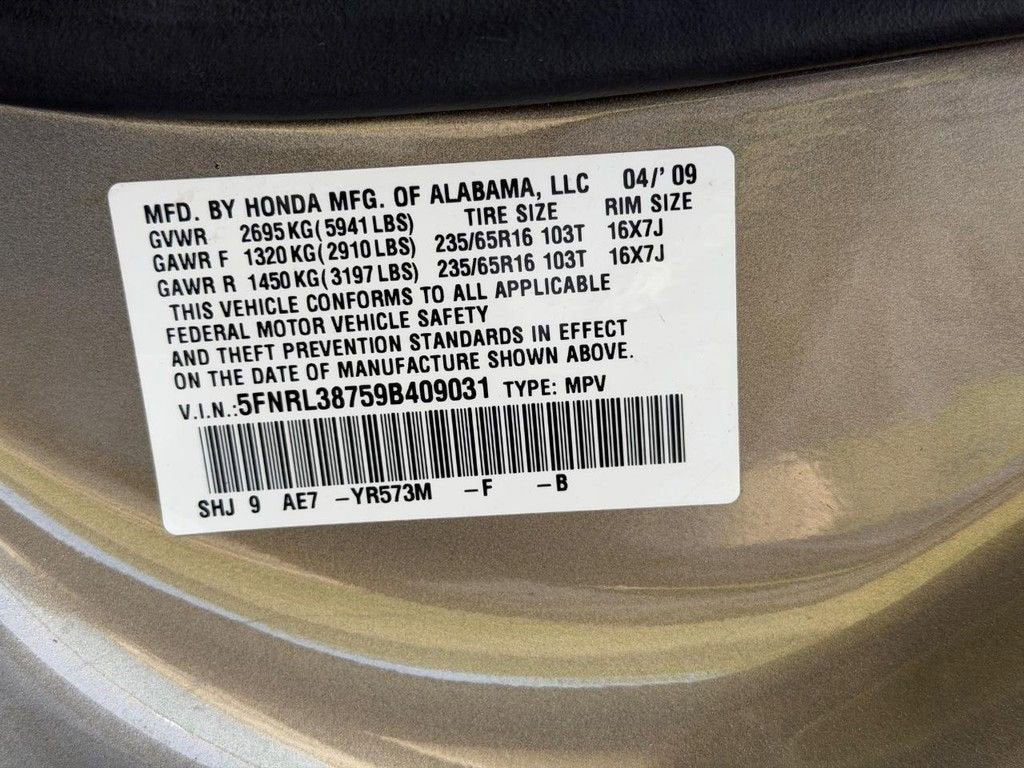 MFD. BY HONDA MFG. OF ALABAMA, LLC 04/' 09
GVWR 2695 KG(5941 LBS) TIRE SIZE RIM SIZE
GAWR F 1320 KG(2910 LBS) 235/65R16 103T 16X7J
GAWR R 1450 KG(3197 LBS) 235/65R16 103T 16X7J
THIS VEHICLE CONFORMS TO ALL APPLICABLE
FEDERAL MOTOR VEHICLE SAFETY
AND THEFT PREVENTION STANDARDS IN EFFECT
ON THE DATE OF MANUFACTURE SHOWN ABOVE.
V.I.N.:5FNRL38759B409031 TYPE: MPV
SHJ 9 AE7 -YR573M -F -B